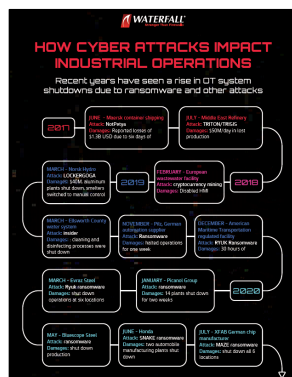 WATERFALL
HOW CYBER ATTACKS IMPACT
INDUSTRIAL OPERATIONS
Recent years have seen a rise in OT system
shutdowns due to ransomware and other attacks
2017
JUNE – Maersk container shipping
Attack: NotPetya
Damages: Reported losses of
$1.3B USD due to six days of
JULY – Middle East Refinery
Attack: TRITON/TRISIS
Damages: $50M/day in lost
production
MARCH – Norsk Hydro
Attack: LOCKERGOGA
Damages: $40M, aluminum
plants shut down, smelters
switched to manual control
2019
FEBRUARY – European
wastewater facility
Attack: cryptocurrency mining
Damages: Disabled HMI
2018
MARCH – Ellsworth County
water system
Attack: insider
Damages: cleaning and
disinfecting processes were
shut down
NOVEMBER – Pilz, German
automation supplier
Attack: Ransomware
Damages: halted operations
for one week
DECEMBER – American
Maritime Transportation
regulated facility
Attack: RYUK Ransomware
Damages: 30 hours of
MARCH – Evraz Steel
Attack: Ryuk ransomware
Damages: shut down
operations at six locations
JANUARY – Picanol Group
Attack: ransomware
Damages: 14 plants shut down
for two weeks
2020
MAY – Bluescope Steel
Attack: ransomware
Damages: shut down
production
JUNE – Honda
Attack: SNAKE ransomware
Damages: two automobile
manufacturing plants shut
down
JULY – XFAB German chip
manufacturer
Attack: MAZE ransomware
Damages: shut down all 6
locations